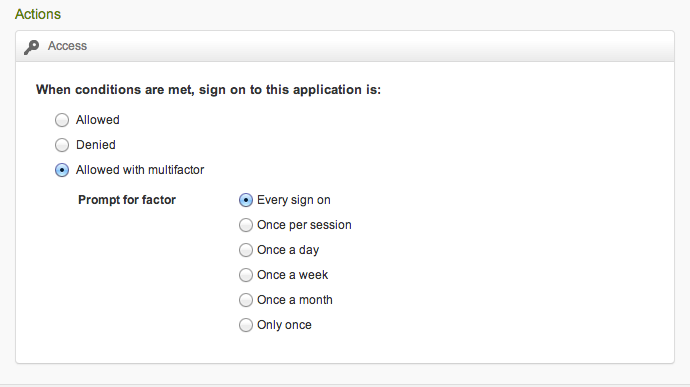 Actions
Access
When conditions are met, sign on to this application is:
Allowed
Denied
Allowed with multifactor
Prompt for factor Every sign on
Once per session
Once a day
Once a week
Once a month
Only once